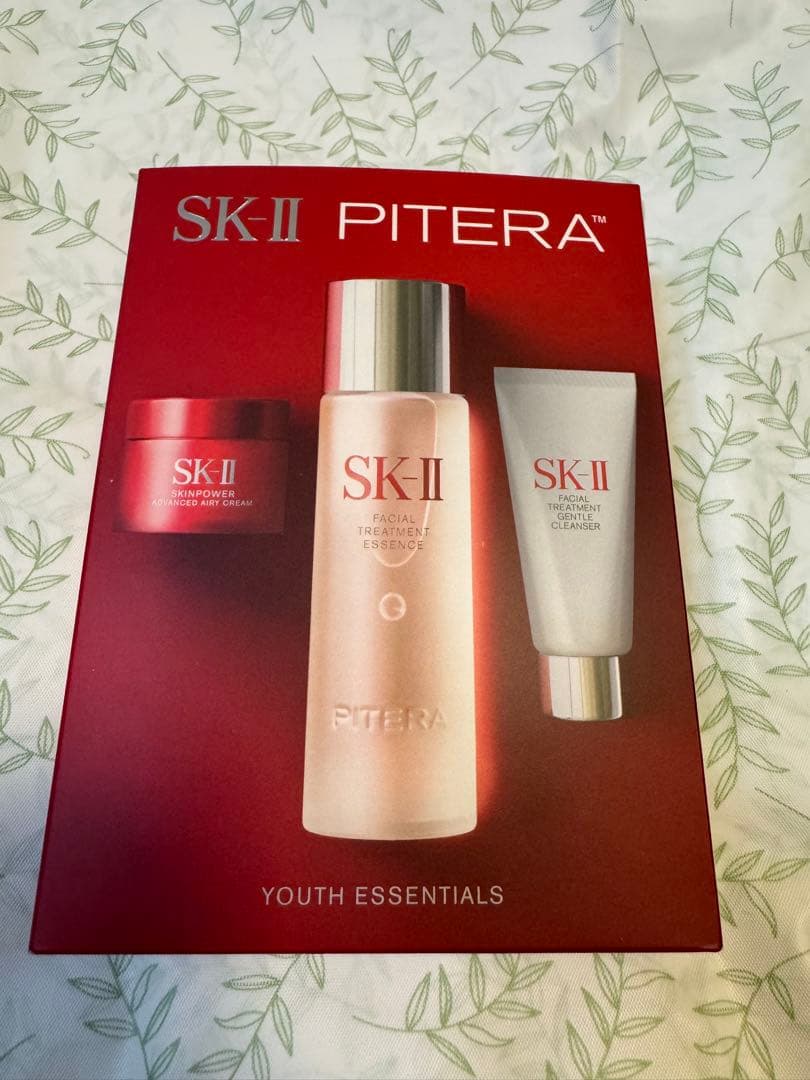 SK-II PITERA™
SK-II
SKINPOWER
ADVANCED AIRY CREAM
SK-II
FACIAL
TREATMENT
ESSENCE
PITERA
SK-II
FACIAL
TREATMENT
GENTLE
CLEANSER
YOUTH ESSENTIALS